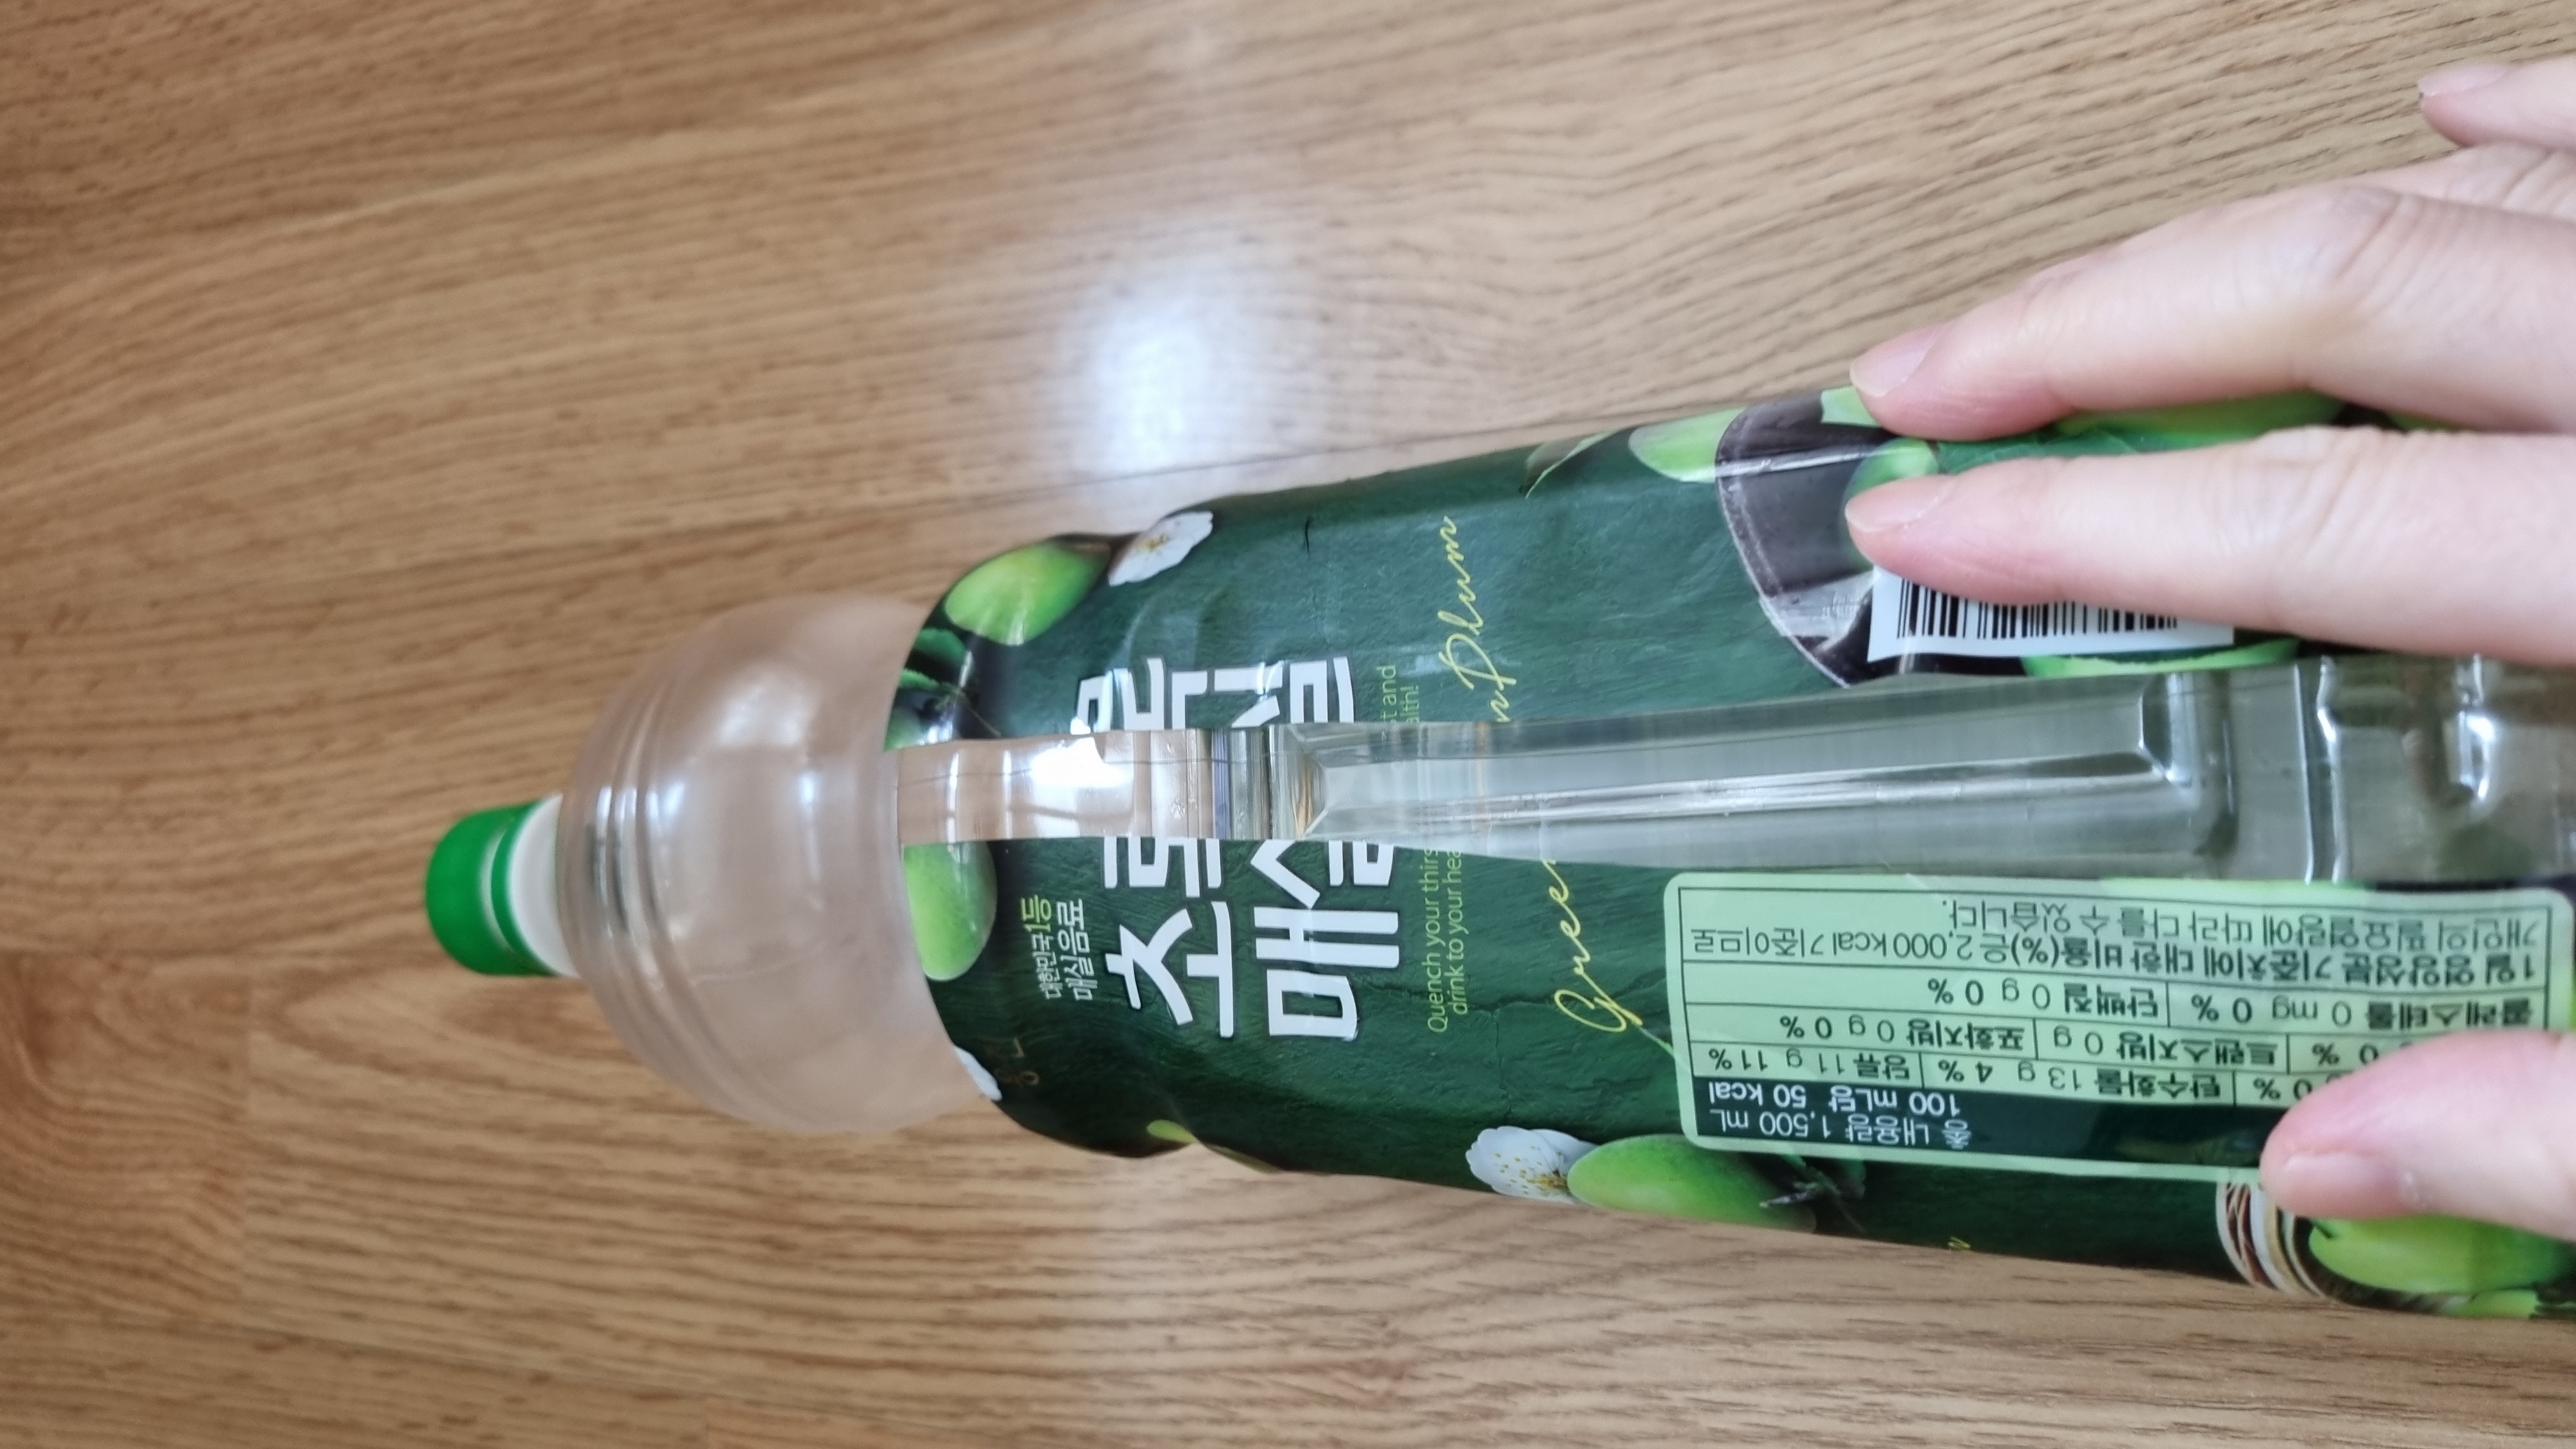 대한민국1등
매실음료
초록
매실
Quench your thirst and
drink to your health!
Green Plum
웅진
총 내용량 1,500 mL
100 mL당 50 kcal
0 % 탄수화물 13 g 4 % 당류 11 g 11 %
0 % 트랜스지방 0 g 포화지방 0 g 0 %
콜레스테롤 0 mg 0 % 단백질 0 g 0 %
1일 영양성분 기준치에 대한 비율(%)은 2,000 kcal 기준이므로
개인의 필요열량에 따라 다를 수 있습니다.